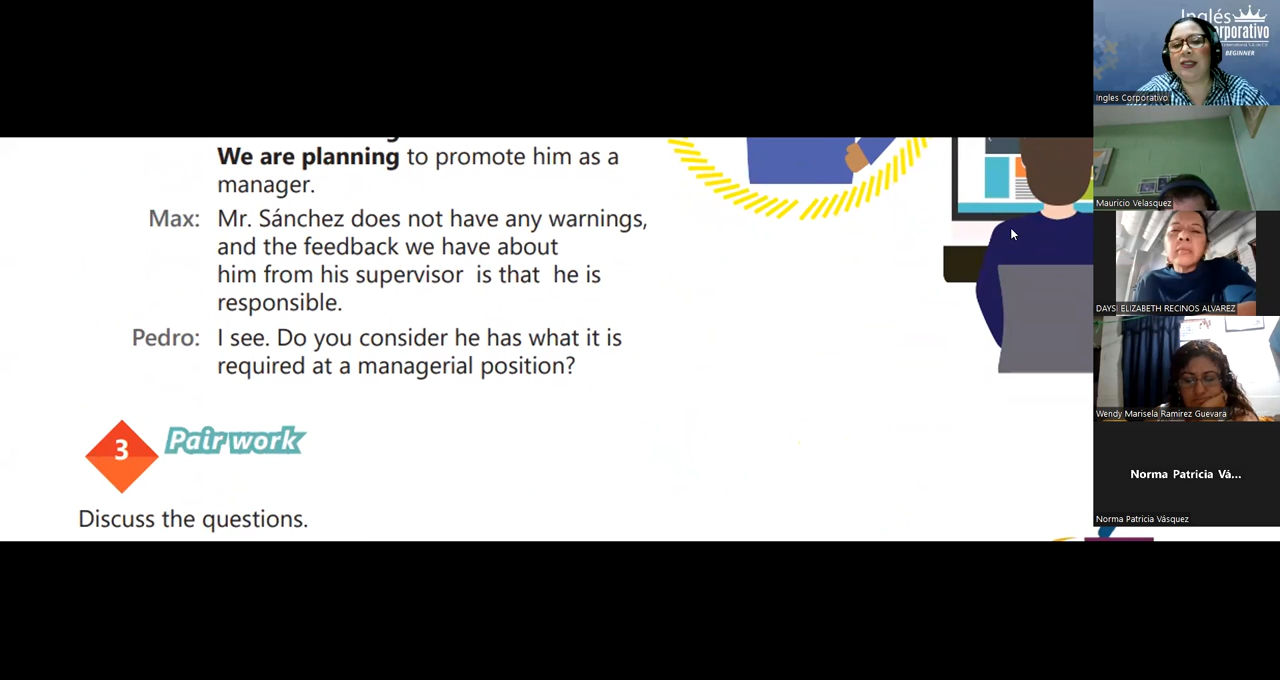 We are planning to promote him as a
manager.
Max: Mr. Sánchez does not have any warnings,
and the feedback we have about
him from his supervisor is that he is
responsible.
Pedro: I see. Do you consider he has what it is
required at a managerial position?
3 Pair work
Discuss the questions.
Inglés
BEGINNER
Ingles Corporativo
Mauricio Velasquez
DAYSI ELIZABETH RECINOS ALVAREZ
Wendy Marisela Ramirez Guevara
Norma Patricia Vá...
Norma Patricia Vásquez